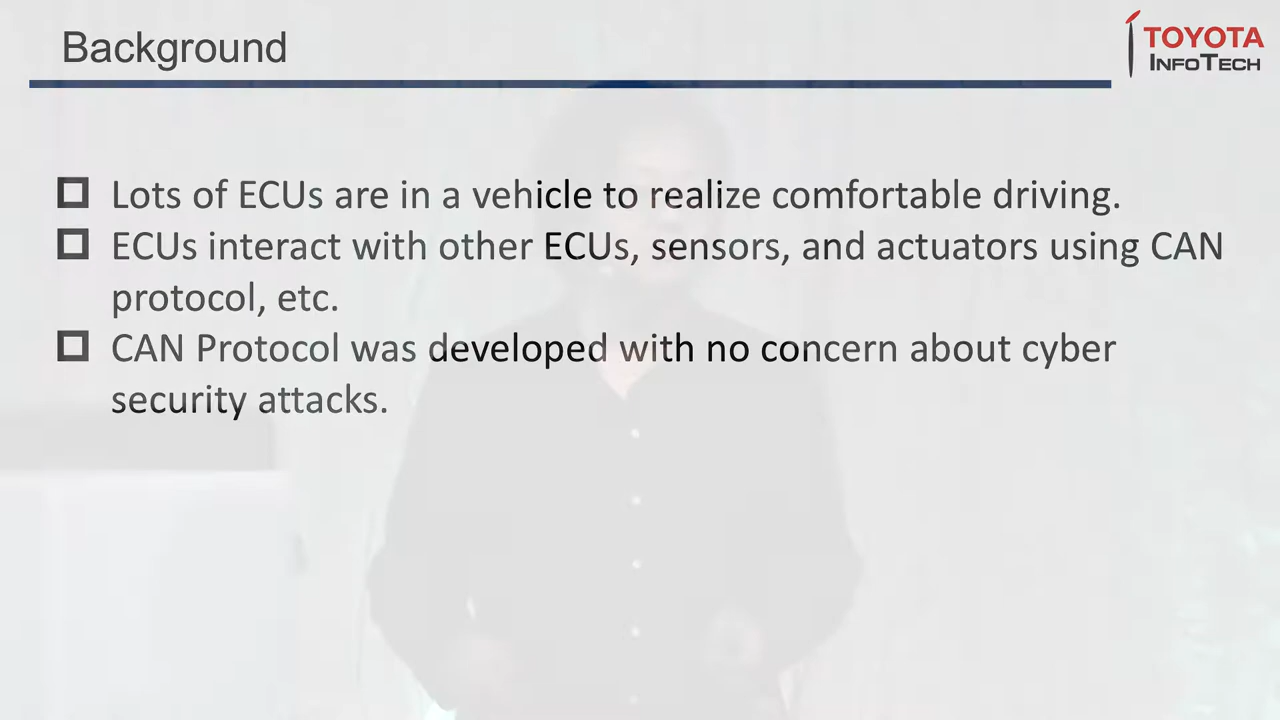 Background
TOYOTA
INFOTECH
Lots of ECUs are in a vehicle to realize comfortable driving.
ECUs interact with other ECUs, sensors, and actuators using CAN
protocol, etc.
CAN Protocol was developed with no concern about cyber
security attacks.